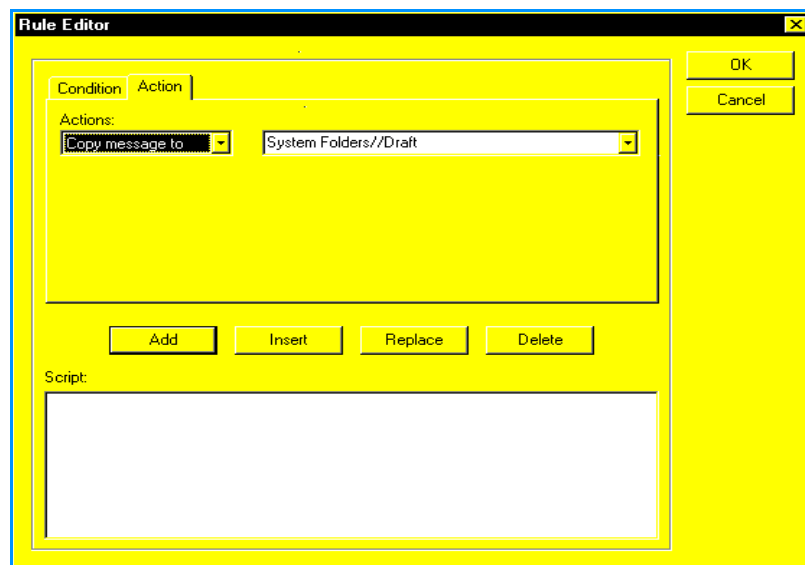 Rule Editor
OK
Cancel
Condition Action
Actions:
Copy message to System Folders//Draft
Add Insert Replace Delete
Script: